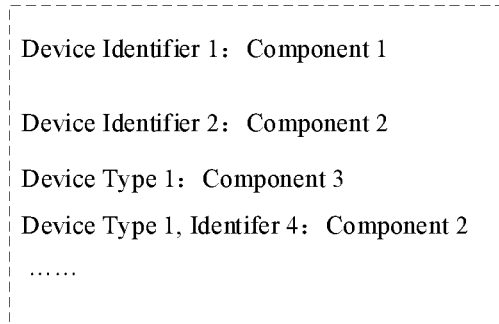 Device Identifier 1：Component 1
Device Identifier 2：Component 2
Device Type 1：Component 3
Device Type 1, Identifer 4：Component 2
……